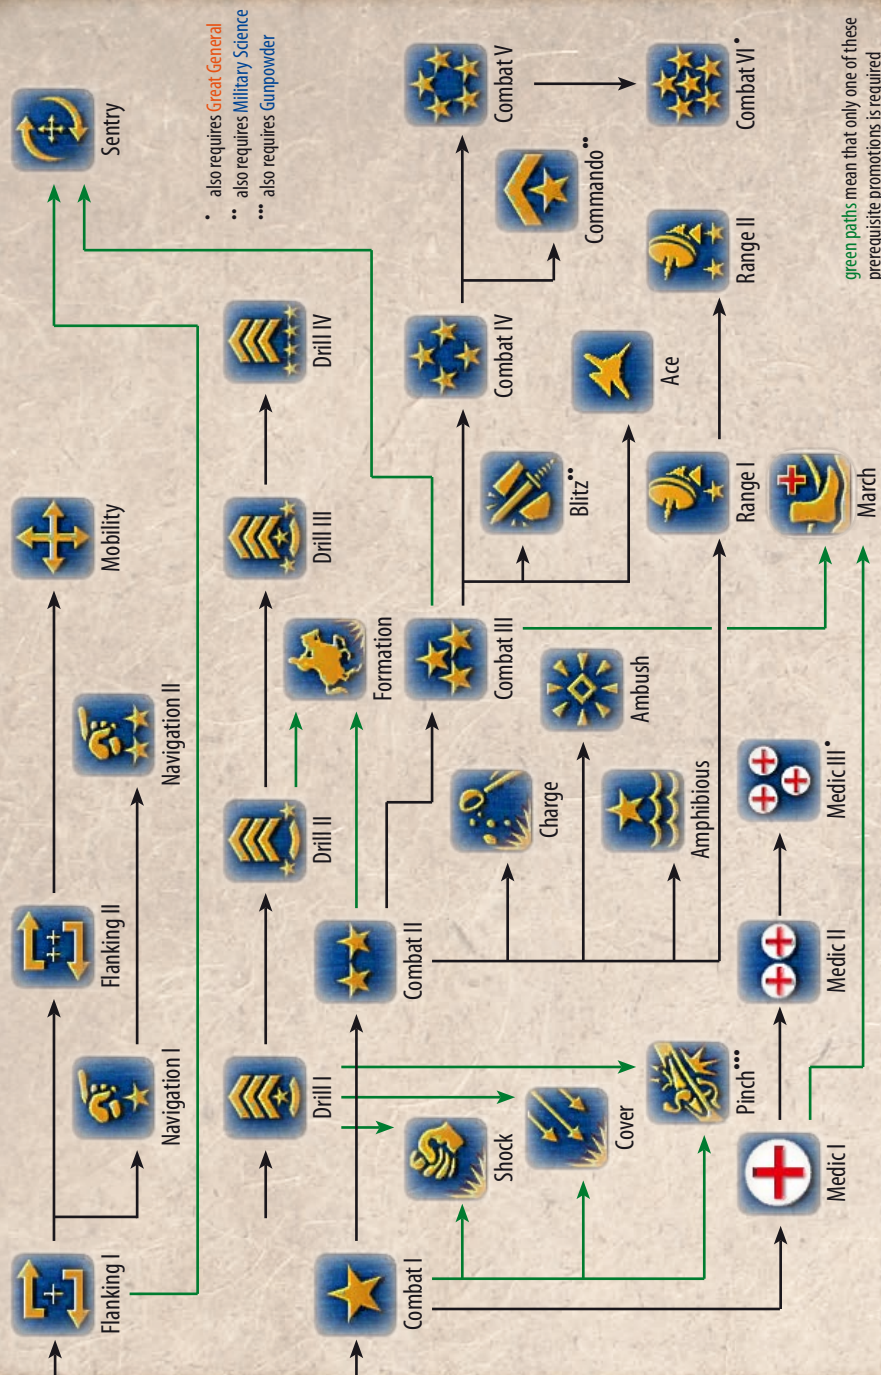 Flanking I
Flanking II
Mobility
Sentry
Navigation I
Navigation II
• also requires Great General
•• also requires Military Science
••• also requires Gunpowder
Drill I
Drill II
Drill III
Drill IV
Formation
Combat I
Combat II
Shock
Combat III
Combat IV
Combat V
Charge
Blitz••
Commando••
Cover
Ambush
Ace
Amphibious
Pinch•••
Range I
Range II
Combat VI•
Medic I
Medic II
Medic III•
March
green paths mean that only one of these
prerequisite promotions is required